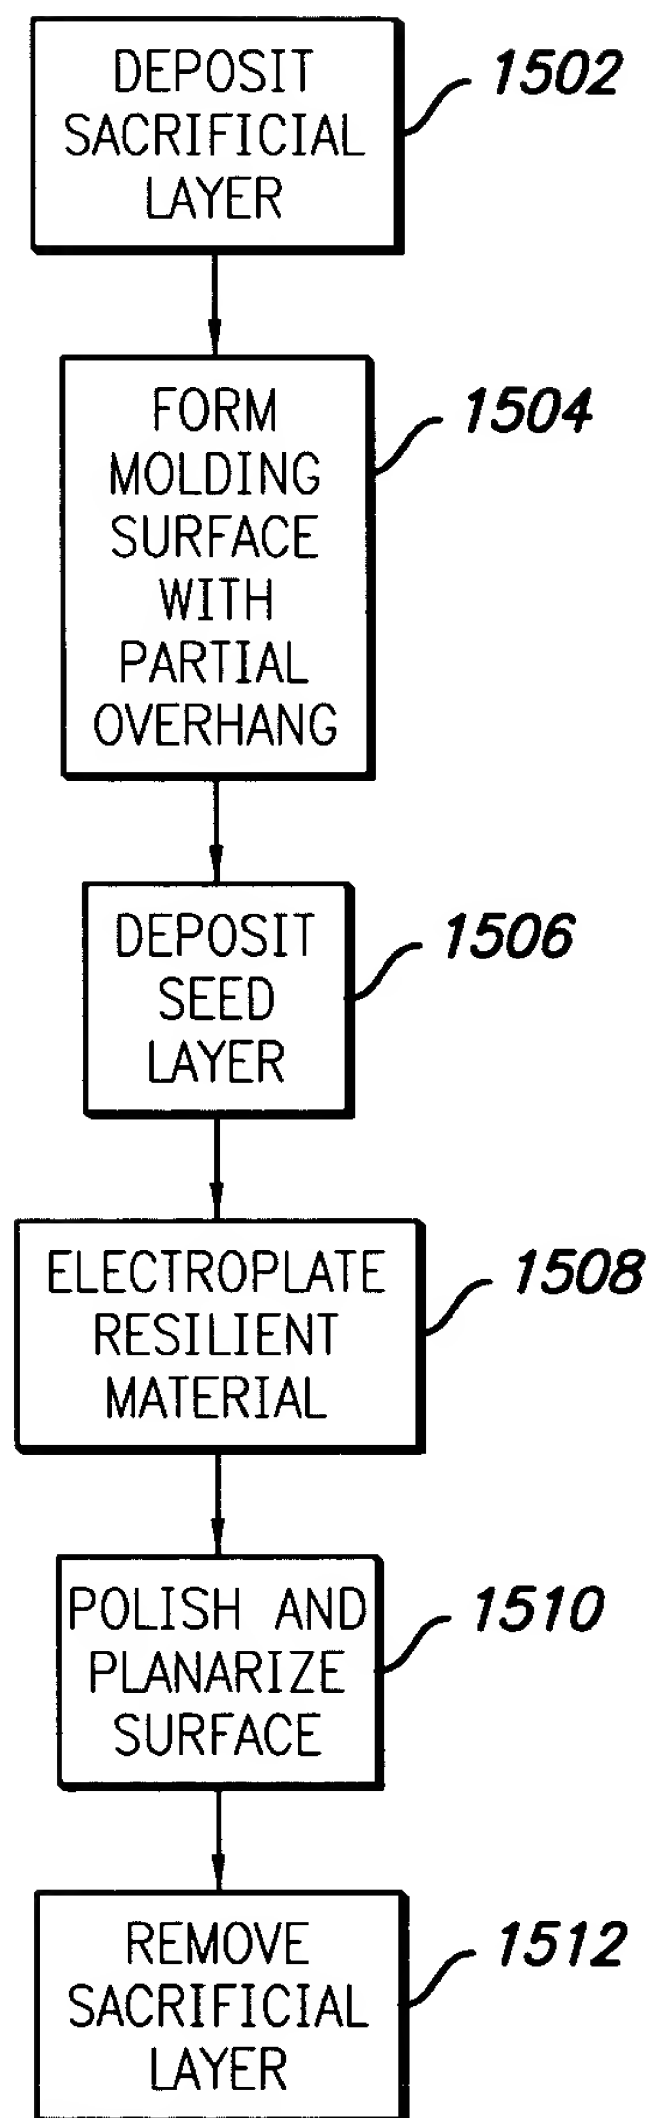 DEPOSIT
SACRIFICIAL
LAYER
1502
FORM
MOLDING
SURFACE
WITH
PARTIAL
OVERHANG
1504
DEPOSIT
SEED
LAYER
1506
ELECTROPLATE
RESILIENT
MATERIAL
1508
POLISH AND
PLANARIZE
SURFACE
1510
REMOVE
SACRIFICIAL
LAYER
1512